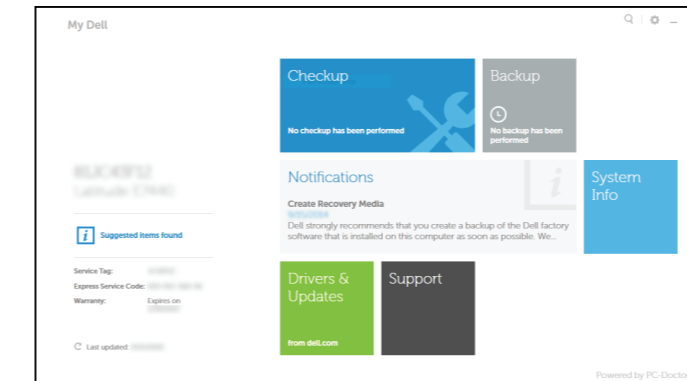 My Dell
Checkup
No checkup has been performed
Backup
No backup has been
performed
Notifications
Create Recovery Media
Dell strongly recommends that you create a backup of the Dell factory
software that is installed on this computer as soon as possible. We...
System
Info
Suggested items found
Service Tag:
Express Service Code:
Warranty: Expires on
Last updated:
Drivers &
Updates
from dell.com
Support
Powered by PC-Docto